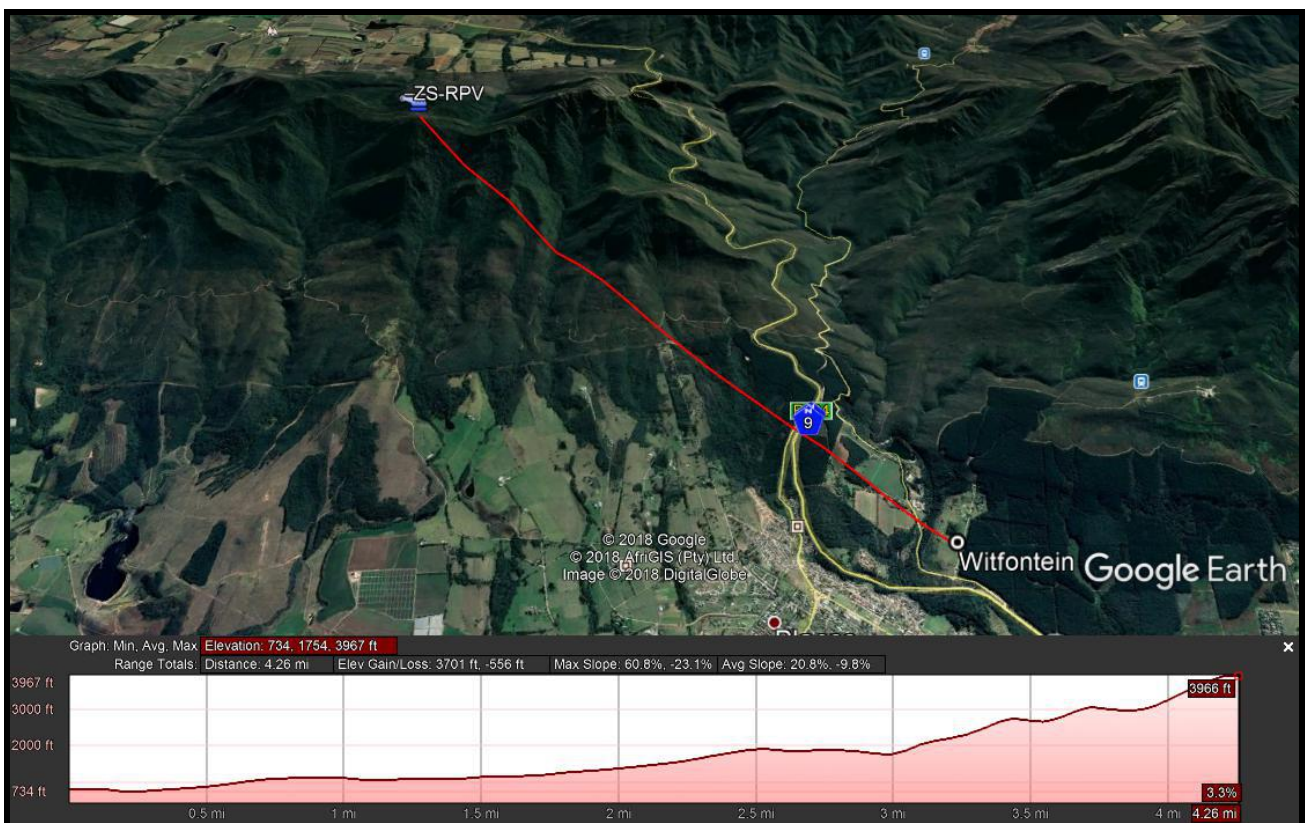 ZS-RPV
9
© 2018 Google
© 2018 AfriGIS (Pty) Ltd.
Image © 2018 DigitalGlobe
Witfontein Google Earth
Graph: Min, Avg, Max Elevation: 734, 1754, 3967 ft
Range Totals: Distance: 4.26 mi Elev Gain/Loss: 3701 ft, -556 ft Max Slope: 60.8%, -23.1% Avg Slope: 20.8%, -9.8%
3967 ft
3966 ft
3000 ft
2000 ft
734 ft
3.3%
0.5 mi 1 mi 1.5 mi 2 mi 2.5 mi 3 mi 3.5 mi 4 mi 4.26 mi